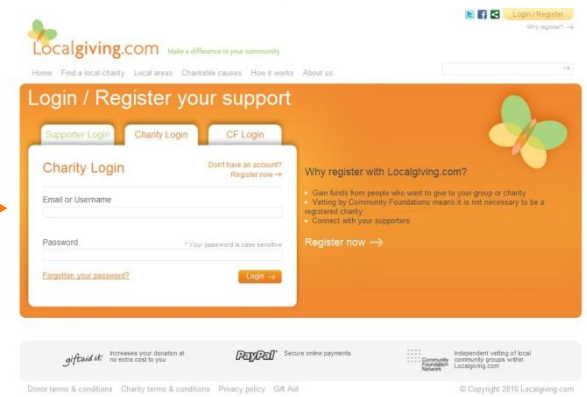 Login / Register
Why register? →
Localgiving.com Make a difference in your community
Home Find a local charity Local areas Charitable causes How it works About us
Login / Register your support
Supporter Login Charity Login CF Login
Charity Login
Don't have an account?
Register now →
Email or Username
Password
* Your password is case sensitive
Forgotten your password?
Login →
Why register with Localgiving.com?
Gain funds from people who want to give to your group or charity
Vetting by Community Foundations means it is not necessary to be a
registered charity
Connect with your supporters
Register now →
giftaid it
Increases your donation at
no extra cost to you
PayPal
Secure online payments
Community
Foundation
Network
Independent vetting of local
community groups within
Localgiving.com
Donor terms & conditions Charity terms & conditions Privacy policy Gift Aid
© Copyright 2010 Localgiving.com